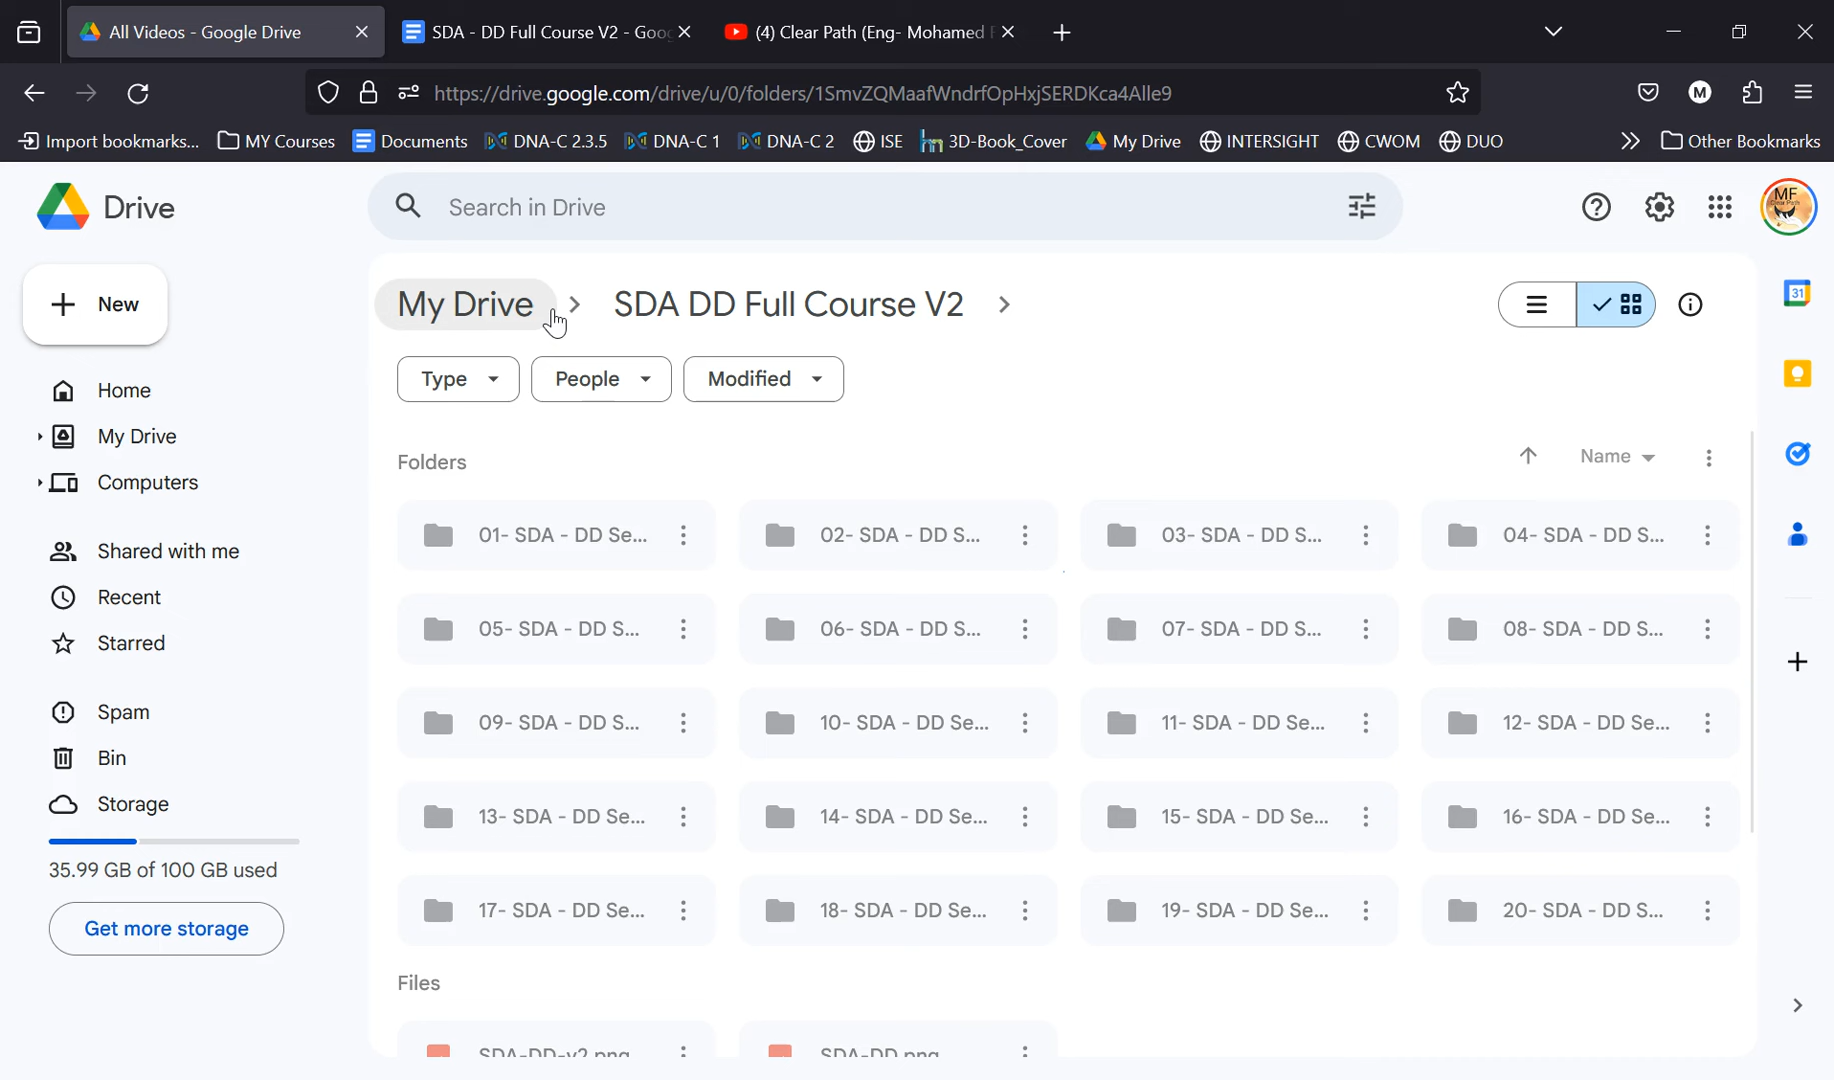 All Videos - Google Drive
SDA - DD Full Course V2 - Goo
(4) Clear Path (Eng- Mohamed
https://drive.google.com/drive/u/0/folders/1SmvZQMaafWndrfOpHxjSERDKca4Alle9
M
Import bookmarks... MY Courses Documents DNA-C 2.3.5 DNA-C 1 DNA-C 2 ISE 3D-Book_Cover My Drive INTERSIGHT CWOM DUO Other Bookmarks
Drive
Search in Drive
MF
New
My Drive SDA DD Full Course V2
31
Type People Modified
Home
My Drive
Computers
Shared with me
Recent
Starred
Spam
Bin
Storage
35.99 GB of 100 GB used
Get more storage
Folders
Name
01- SDA - DD Se... 02- SDA - DD S... 03- SDA - DD S... 04- SDA - DD S...
05- SDA - DD S... 06- SDA - DD S... 07- SDA - DD S... 08- SDA - DD S...
09- SDA - DD S... 10- SDA - DD Se... 11- SDA - DD Se... 12- SDA - DD Se...
13- SDA - DD Se... 14- SDA - DD Se... 15- SDA - DD Se... 16- SDA - DD Se...
17- SDA - DD Se... 18- SDA - DD Se... 19- SDA - DD Se... 20- SDA - DD S...
Files
SDA-DD-v2.png SDA-DD.png